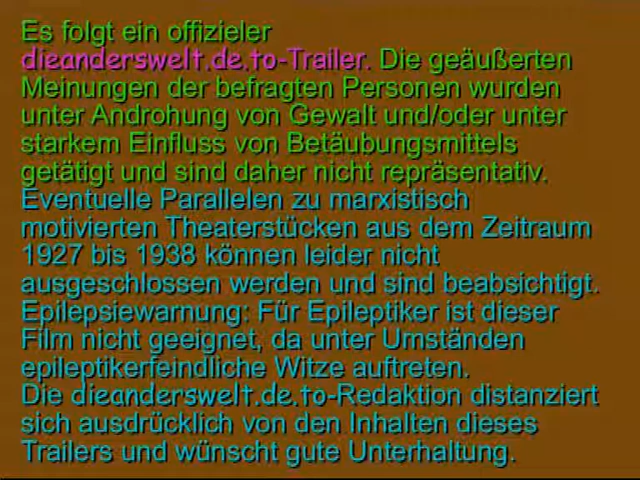 Es folgt ein offizieler
dieanderswelt.de.to-Trailer. Die geäußerten
Meinungen der befragten Personen wurden
unter Androhung von Gewalt und/oder unter
starkem Einfluss von Betäubungsmittels
getätigt und sind daher nicht repräsentativ.
Eventuelle Parallelen zu marxistisch
motivierten Theaterstücken aus dem Zeitraum
1927 bis 1938 können leider nicht
ausgeschlossen werden und sind beabsichtigt.
Epilepsiewarnung: Für Epileptiker ist dieser
Film nicht geeignet, da unter Umständen
epileptikerfeindliche Witze auftreten.
Die dieanderswelt.de.to-Redaktion distanziert
sich ausdrücklich von den Inhalten dieses
Trailers und wünscht gute Unterhaltung.